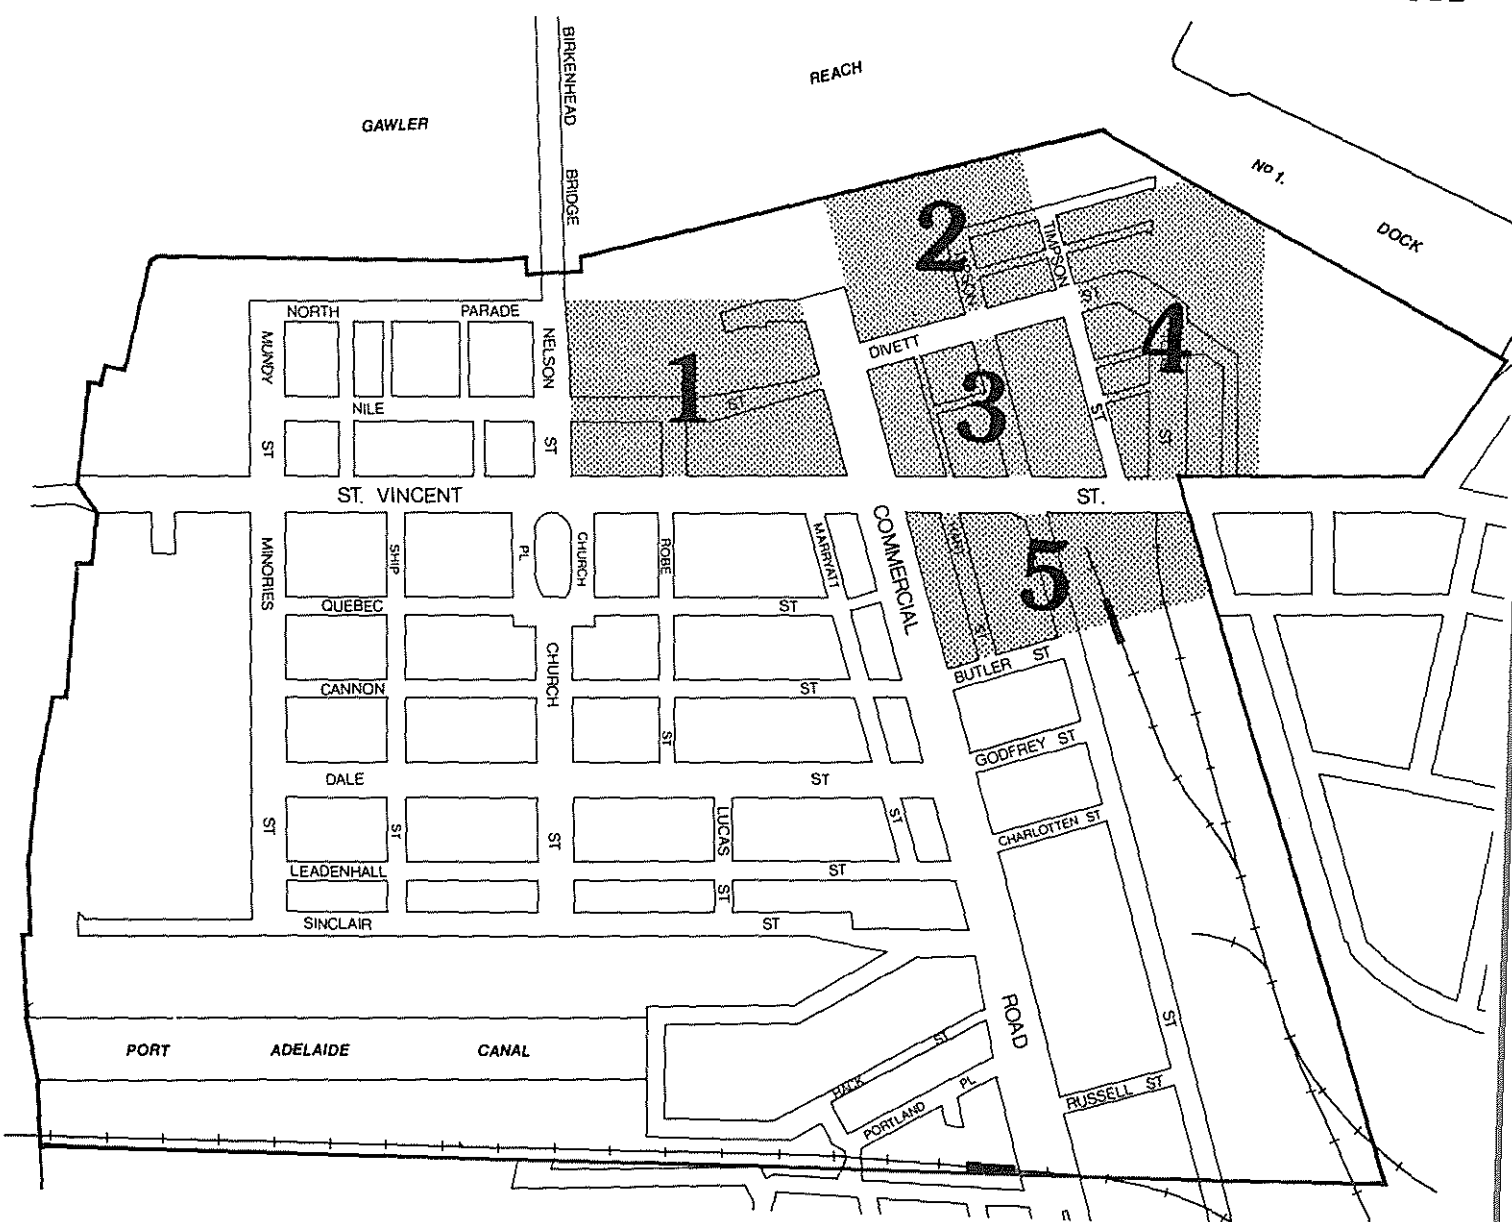 BIRKENHEAD BRIDGE
REACH
GAWLER
No 1.
DOCK
2
TIMPSON
NORTH PARADE
MUNDY ST
NELSON ST
1
ST
DIVETT
ST
4
3
NILE
ST
ST
ST. VINCENT ST.
MINORIES ST
SHIP ST
PL
CHURCH
ROBE ST
MARRYATT ST
COMMERCIAL ROAD
5
ST
QUEBEC ST
CHURCH ST
BUTLER ST
CANNON ST
GODFREY ST
DALE ST
LUCAS ST
CHARLOTTEN ST
LEADENHALL ST
SINCLAIR ST
ST
PORT ADELAIDE CANAL
ST
PORTLAND PL
RUSSELL ST